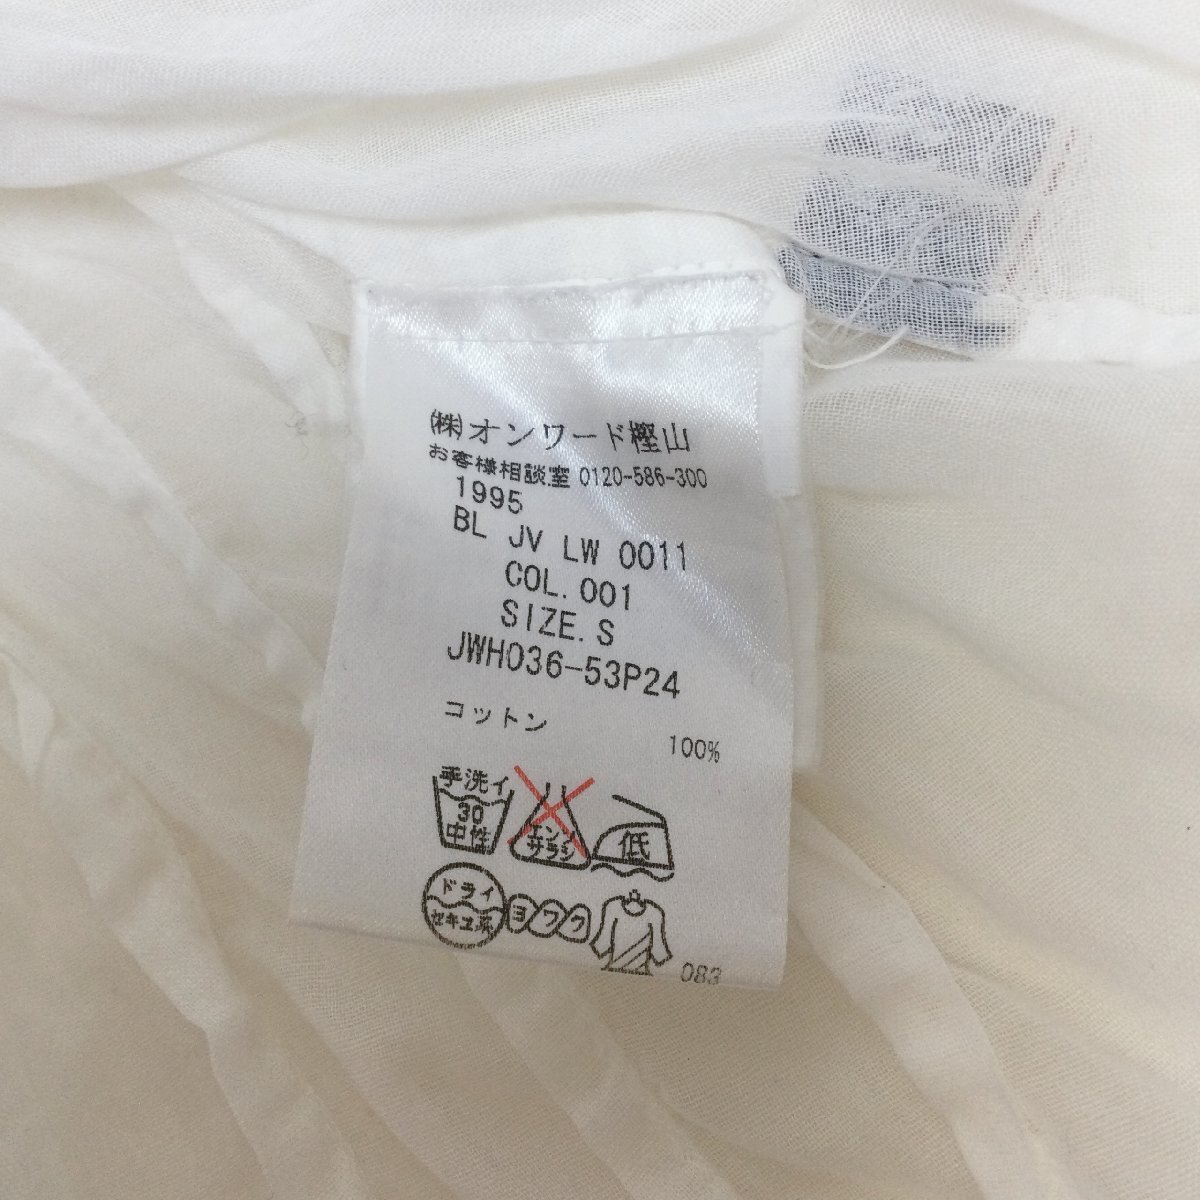 (株)オンワード樫山
お客様相談室 0120-586-300
1995
BL JV LW 0011
COL.001
SIZE.S
JWH036-53P24
コットン 100%
手洗イ
30
中性
エンソ
サラシ
低
ドライ
セキユ系
ヨワク
083